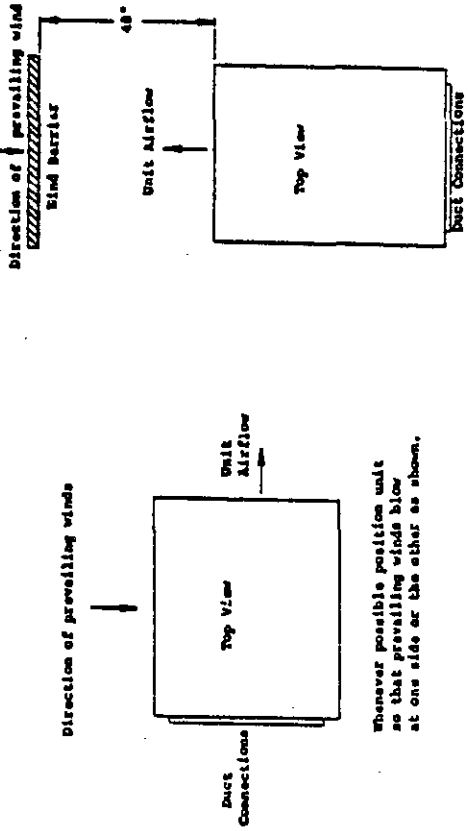 Direction of prevailing winds
Unit
Airflow
Top View
Duct
Connections
Whenever possible position unit
so that prevailing winds blow
at one side or the other as shown.
Direction of prevailing wind
Wind Barrier
48"
Unit Airflow
Top View
Duct Connections